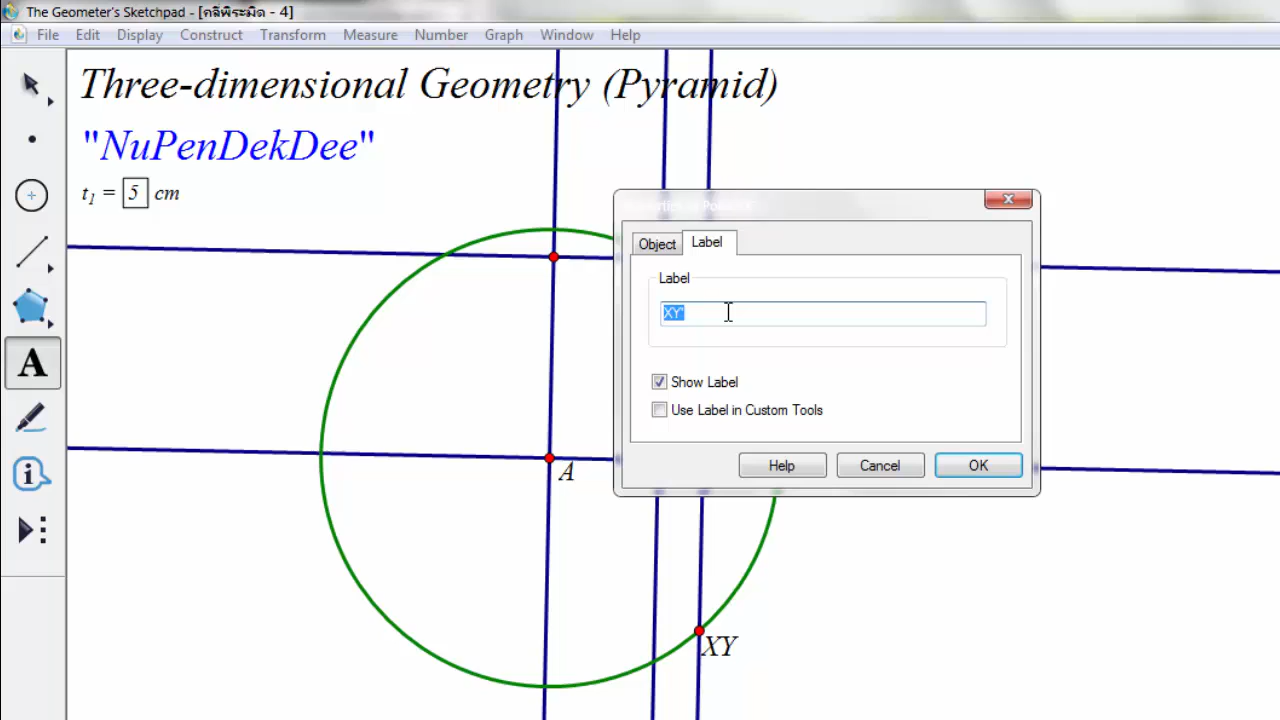 The Geometer's Sketchpad - [คลี่พีระมิด - 4]
File Edit Display Construct Transform Measure Number Graph Window Help
Three-dimensional Geometry (Pyramid)
"NuPenDekDee"
t1 = 5 cm
Object Label
Label
XY'
Show Label
Use Label in Custom Tools
Help Cancel OK
A
A
XY